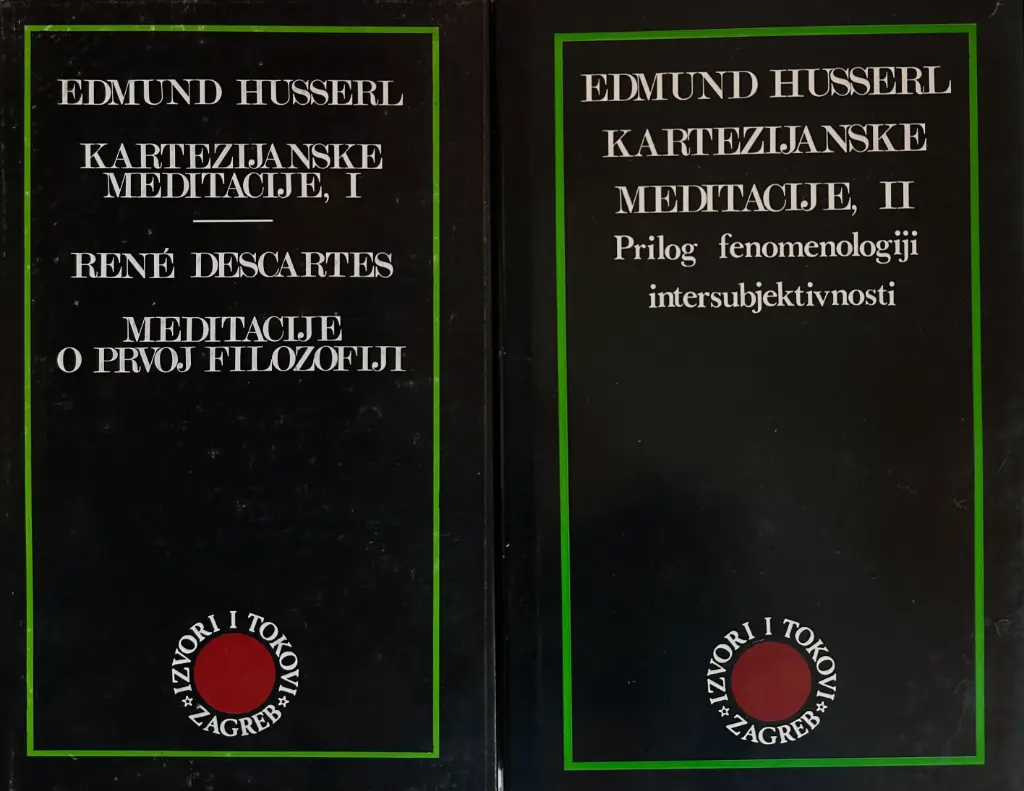 EDMUND HUSSERL
KARTEZIJANSKE
MEDITACIJE, I
RENÉ DESCARTES
MEDITACIJE
O PRVOJ FILOZOFIJI
IZVORI I TOKOVI
ZAGREB
EDMUND HUSSERL
KARTEZIJANSKE
MEDITACIJE, II
Prilog fenomenologiji
intersubjektivnosti
IZVORI I TOKOVI
ZAGREB